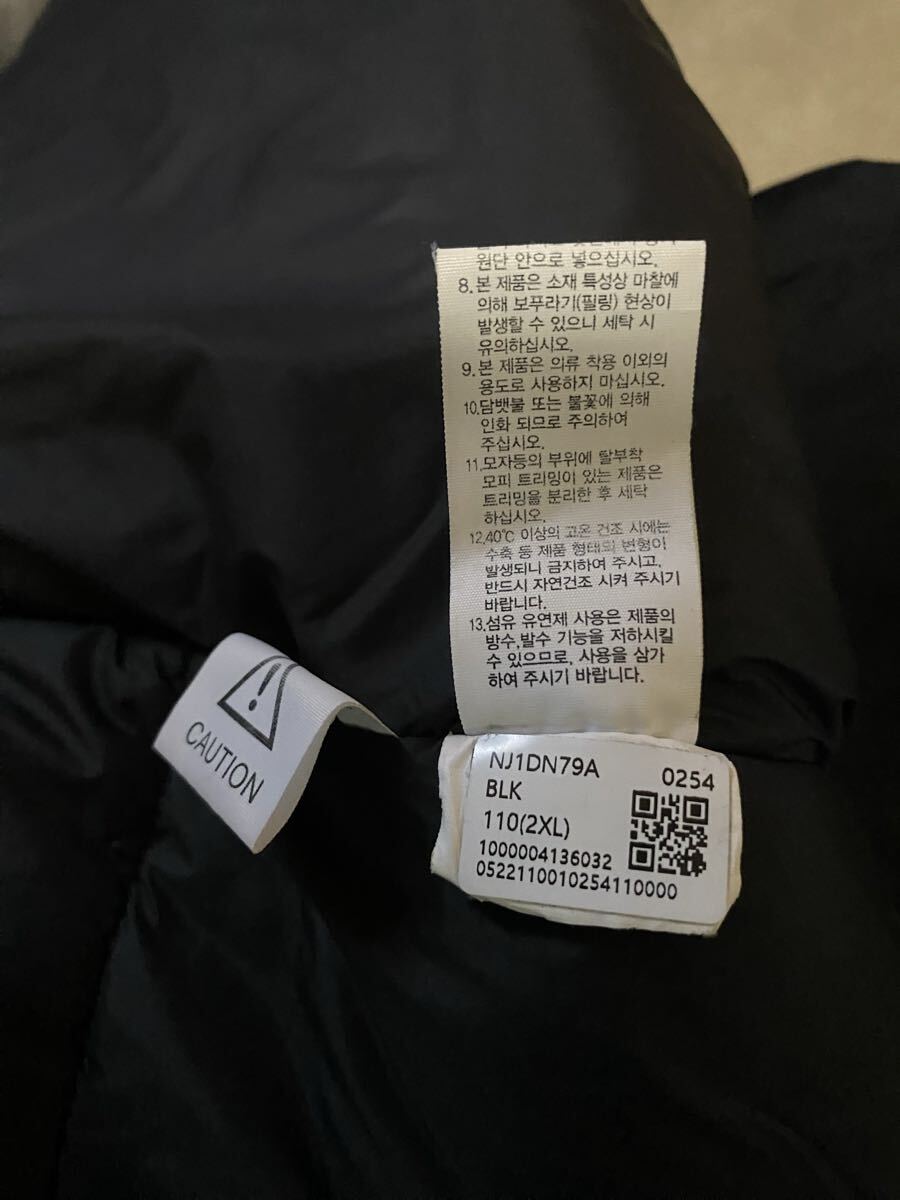 원단 안으로 넣으십시오.
8.본 제품은 소재 특성상 마찰에
의해 보푸라기(필링) 현상이
발생할 수 있으니 세탁 시
유의하십시오.
9.본 제품은 의류 착용 이외의
용도로 사용하지 마십시오.
10.담뱃불 또는 불꽃에 의해
인화 되므로 주의하여
주십시오.
11.모자등의 부위에 탈부착
모피 트리밍이 있는 제품은
트리밍을 분리한 후 세탁
하십시오.
12.40℃ 이상의 고온 건조 시에는
수축 등 제품 형태의 변형이
발생되니 금지하여 주시고,
반드시 자연건조 시켜 주시기
바랍니다.
13.섬유 유연제 사용은 제품의
방수,발수 기능을 저하시킬
수 있으므로, 사용을 삼가
하여 주시기 바랍니다.
CAUTION
NJ1DN79A 0254
BLK
110(2XL)
1000004136032
0522110010254110000